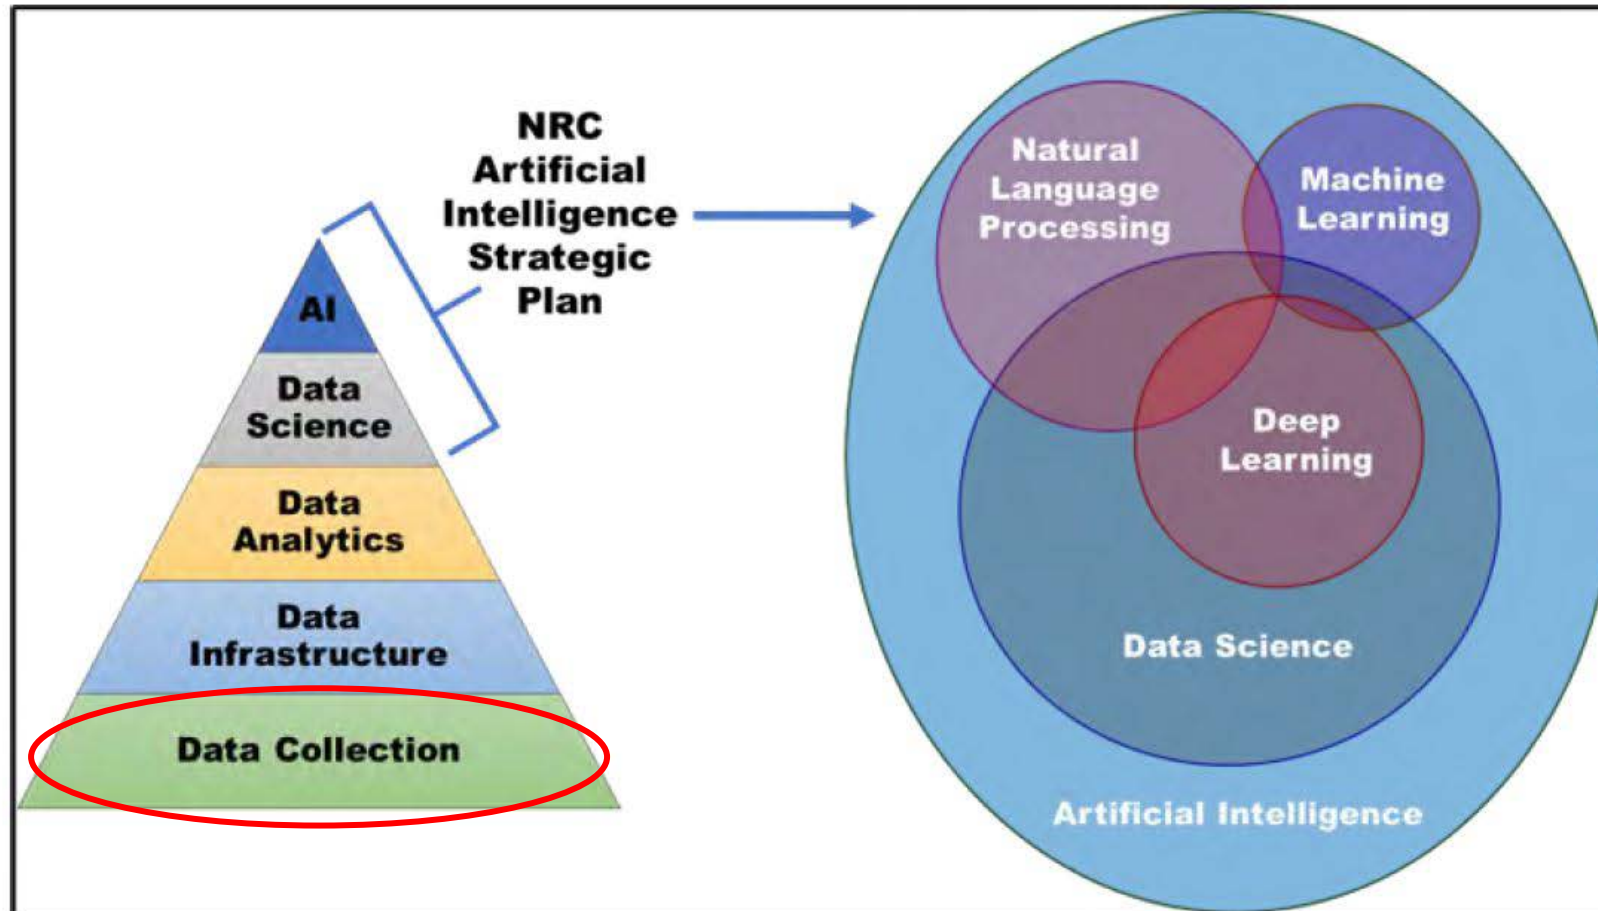 NRC
Artificial
Intelligence
Strategic
Plan
AI
Data
Science
Data
Analytics
Data
Infrastructure
Data Collection
Natural
Language
Processing
Machine
Learning
Deep
Learning
Data Science
Artificial Intelligence